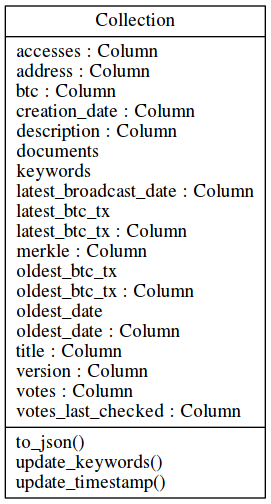 Collection
accesses : Column
address : Column
btc : Column
creation_date : Column
description : Column
documents
keywords
latest_broadcast_date : Column
latest_btc_tx
latest_btc_tx : Column
merkle : Column
oldest_btc_tx
oldest_btc_tx : Column
oldest_date
oldest_date : Column
title : Column
version : Column
votes : Column
votes_last_checked : Column
to_json()
update_keywords()
update_timestamp()